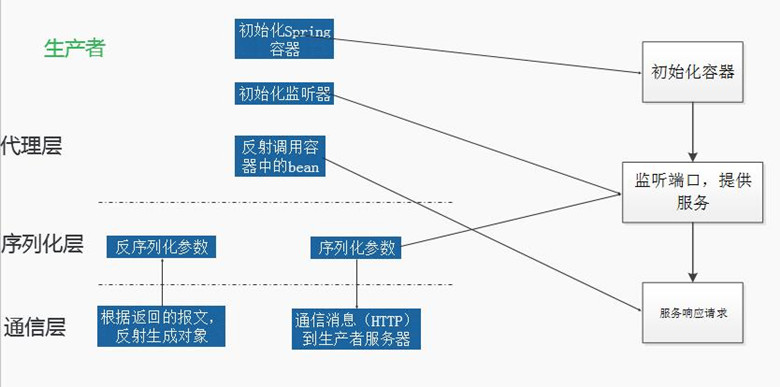 生产者
初始化Spring
容器
初始化容器
初始化监听器
代理层
反射调用容
器中的bean
监听端口，提供
服务
序列化层
反序列化参数
序列化参数
通信层
根据返回的报文，
反射生成对象
通信消息（HTTP）
到生产者服务器
服务响应请求